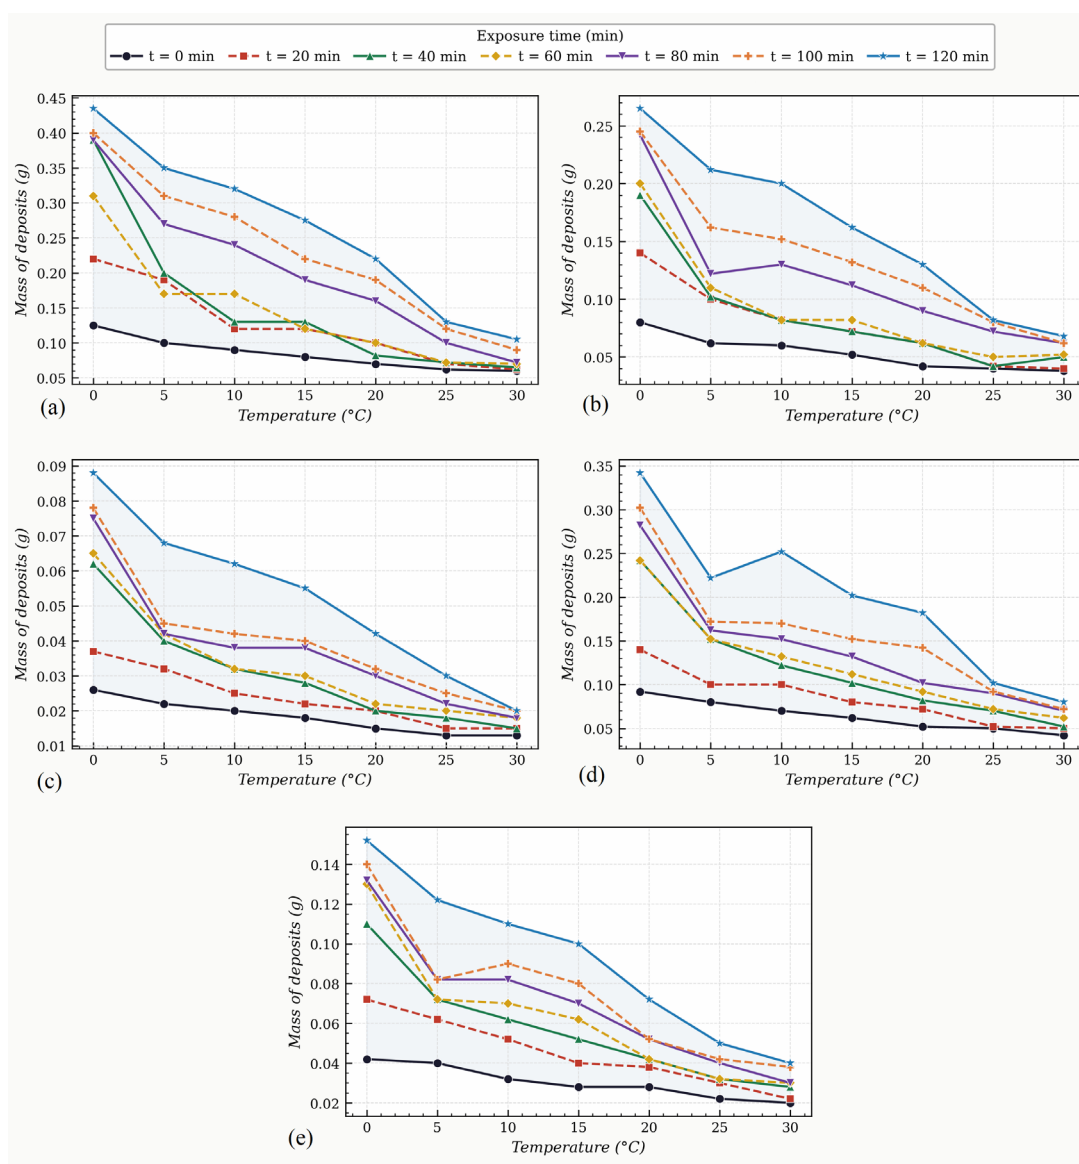 Exposure time (min)
t = 0 min t = 20 min t = 40 min t = 60 min t = 80 min t = 100 min t = 120 min
0.45
0.40
0.35
0.30
0.25
0.20
0.15
0.10
0.05
Mass of deposits (g)
0 5 10 15 20 25 30
Temperature (°C)
(a)
0.25
0.20
0.15
0.10
0.05
Mass of deposits (g)
0 5 10 15 20 25 30
Temperature (°C)
(b)
0.09
0.08
0.07
0.06
0.05
0.04
0.03
0.02
0.01
Mass of deposits (g)
0 5 10 15 20 25 30
Temperature (°C)
(c)
0.35
0.30
0.25
0.20
0.15
0.10
0.05
Mass of deposits (g)
0 5 10 15 20 25 30
Temperature (°C)
(d)
0.14
0.12
0.10
0.08
0.06
0.04
0.02
Mass of deposits (g)
0 5 10 15 20 25 30
Temperature (°C)
(e)